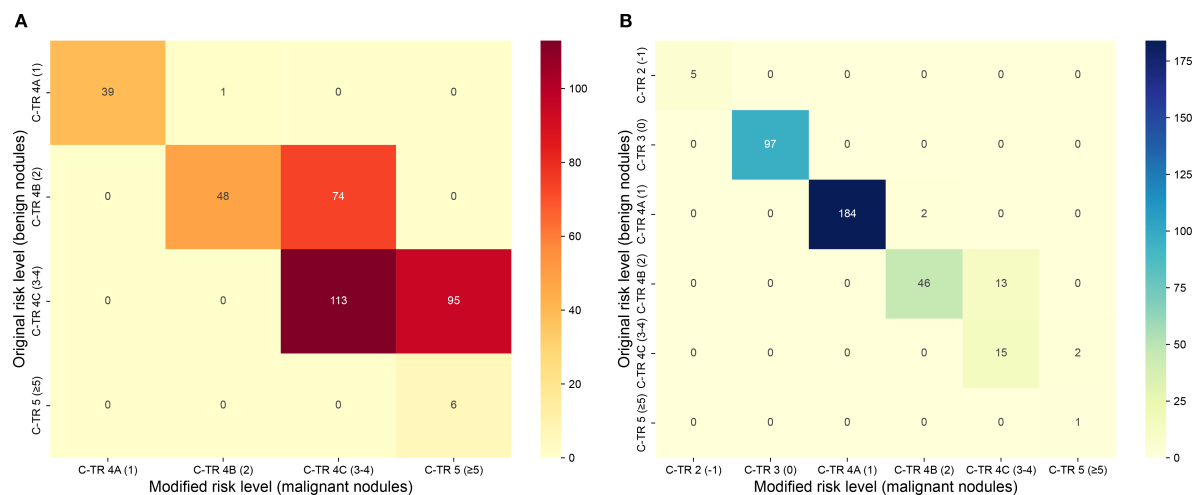 A
Original risk level (benign nodules)
C-TR 4A (1)
39 1 0 0
C-TR 4B (2)
0 48 74 0
C-TR 4C (3-4)
0 0 113 95
C-TR 5 (≥5)
0 0 0 6
C-TR 4A (1) C-TR 4B (2) C-TR 4C (3-4) C-TR 5 (≥5)
Modified risk level (malignant nodules)
100
80
60
40
20
0
B
Original risk level (benign nodules)
C-TR 2 (-1)
5 0 0 0 0 0
C-TR 3 (0)
0 97 0 0 0 0
C-TR 4A (1)
0 0 184 2 0 0
C-TR 4B (2)
0 0 0 46 13 0
C-TR 4C (3-4)
0 0 0 0 15 2
C-TR 5 (≥5)
0 0 0 0 0 1
C-TR 2 (-1) C-TR 3 (0) C-TR 4A (1) C-TR 4B (2) C-TR 4C (3-4) C-TR 5 (≥5)
Modified risk level (malignant nodules)
175
150
125
100
75
50
25
0